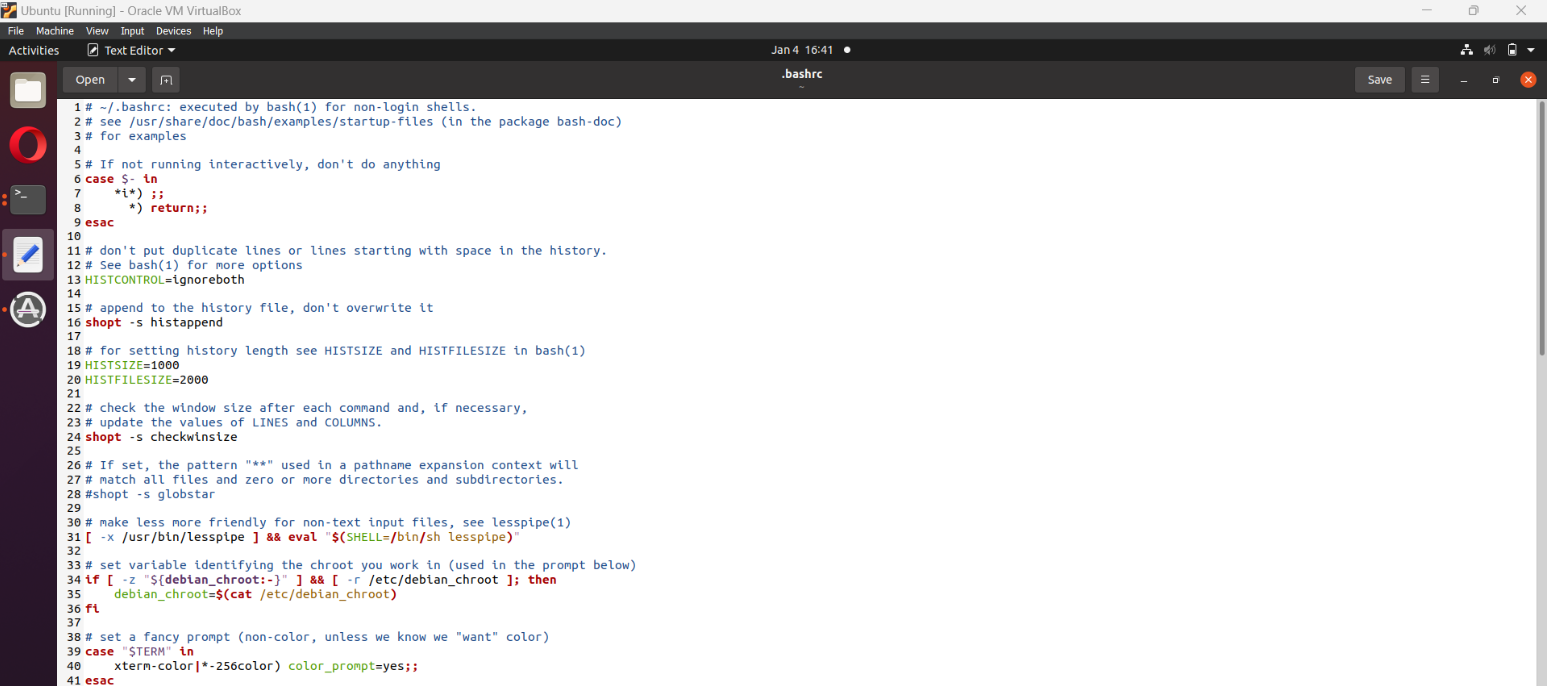 Ubuntu [Running] - Oracle VM VirtualBox
File Machine View Input Devices Help
Activities Text Editor Jan 4 16:41
Open .bashrc Save
~
1 # ~/.bashrc: executed by bash(1) for non-login shells.
2 # see /usr/share/doc/bash/examples/startup-files (in the package bash-doc)
3 # for examples
4
5 # If not running interactively, don't do anything
6 case $- in
7     *i*) ;;
8       *) return;;
9 esac
10
11 # don't put duplicate lines or lines starting with space in the history.
12 # See bash(1) for more options
13 HISTCONTROL=ignoreboth
14
15 # append to the history file, don't overwrite it
16 shopt -s histappend
17
18 # for setting history length see HISTSIZE and HISTFILESIZE in bash(1)
19 HISTSIZE=1000
20 HISTFILESIZE=2000
21
22 # check the window size after each command and, if necessary,
23 # update the values of LINES and COLUMNS.
24 shopt -s checkwinsize
25
26 # If set, the pattern "**" used in a pathname expansion context will
27 # match all files and zero or more directories and subdirectories.
28 #shopt -s globstar
29
30 # make less more friendly for non-text input files, see lesspipe(1)
31 [ -x /usr/bin/lesspipe ] && eval "$(SHELL=/bin/sh lesspipe)"
32
33 # set variable identifying the chroot you work in (used in the prompt below)
34 if [ -z "${debian_chroot:-}" ] && [ -r /etc/debian_chroot ]; then
35     debian_chroot=$(cat /etc/debian_chroot)
36 fi
37
38 # set a fancy prompt (non-color, unless we know we "want" color)
39 case "$TERM" in
40     xterm-color|*-256color) color_prompt=yes;;
41 esac